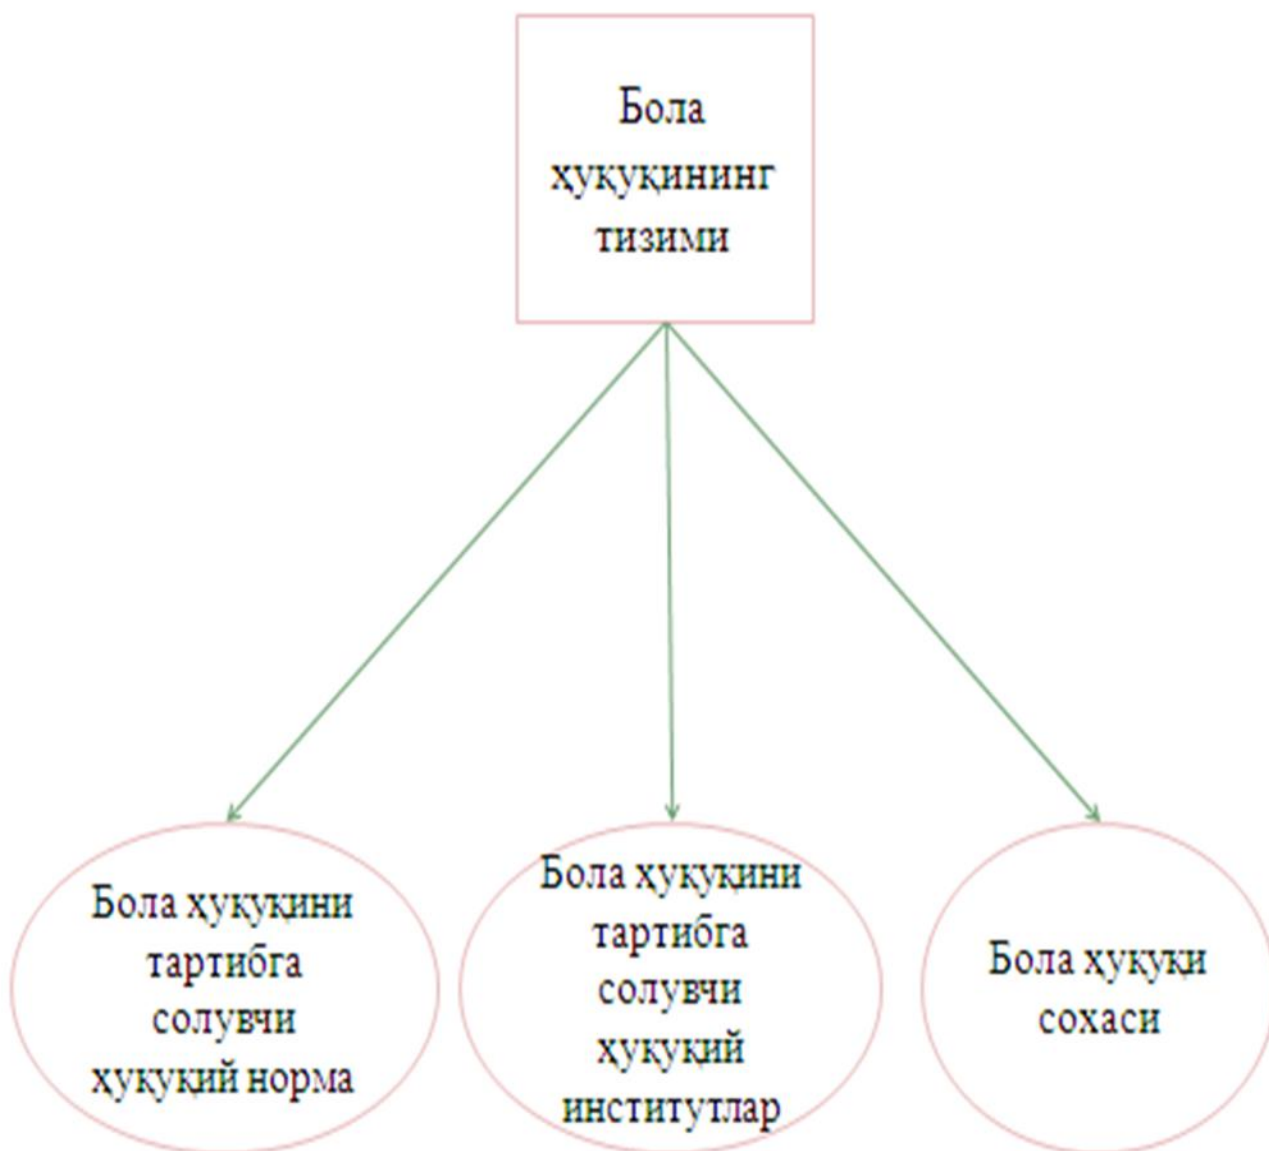 Бола
ҳуқуқининг
тизими
Бола ҳуқуқини
тартибга
солувчи
ҳуқуқий норма
Бола ҳуқуқини
тартибга
солувчи
ҳуқуқий
институтлар
Бола ҳуқуқи
сохаси